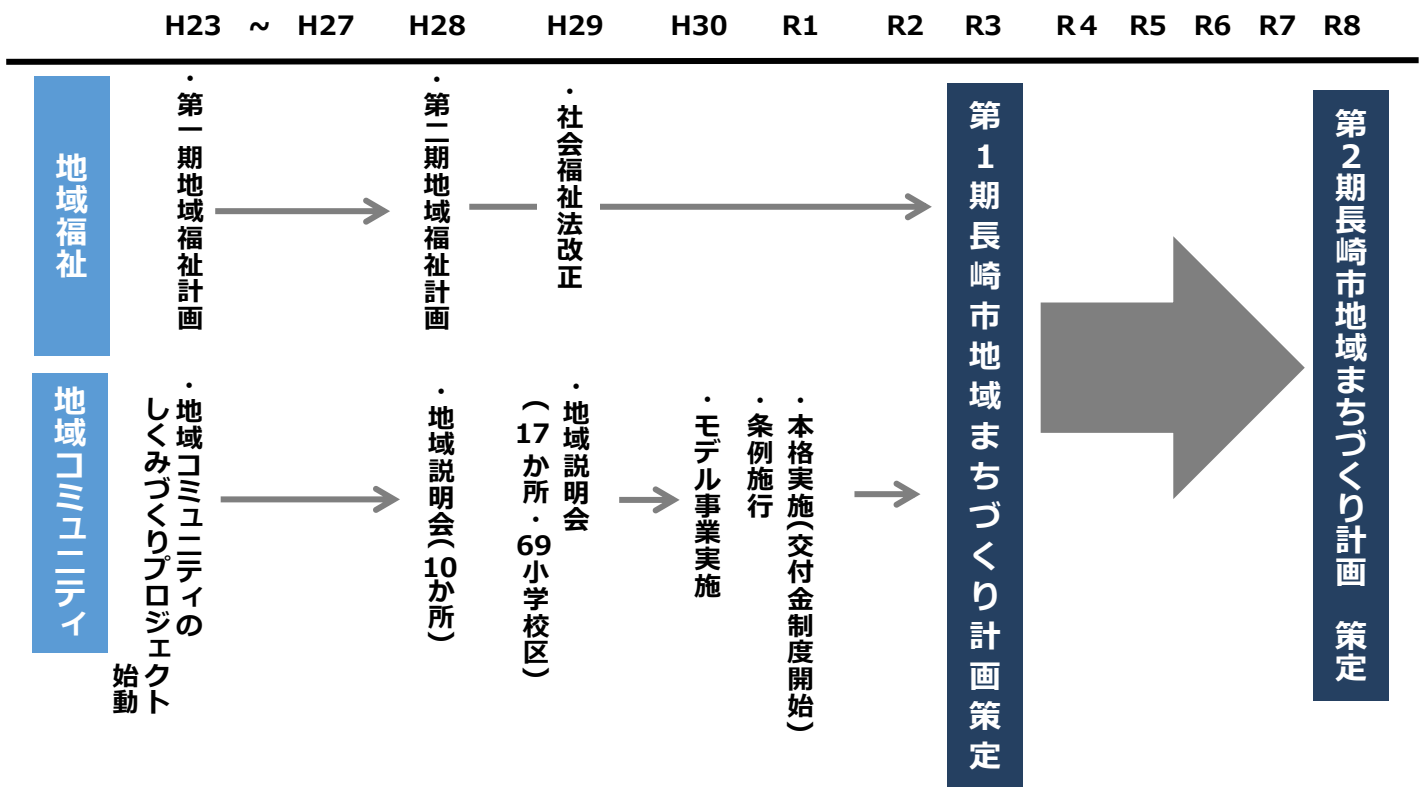 H23 ~ H27 H28 H29 H30 R1 R2 R3 R4 R5 R6 R7 R8
地域福祉
・第一期地域福祉計画
・第二期地域福祉計画
・社会福祉法改正
地域コミュニティ
・地域コミュニティの
しくみづくりプロジェクト
始動
・地域説明会(10か所)
・地域説明会
(17か所・69小学校区)
・モデル事業実施
・本格実施(交付金制度開始)
・条例施行
第1期長崎市地域まちづくり計画策定
第2期長崎市地域まちづくり計画 策定